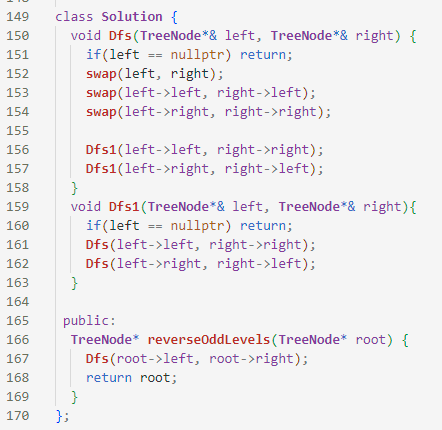 149 class Solution {
150   void Dfs(TreeNode*& left, TreeNode*& right) {
151     if(left == nullptr) return;
152     swap(left, right);
153     swap(left->left, right->left);
154     swap(left->right, right->right);
155
156     Dfs1(left->left, right->right);
157     Dfs1(left->right, right->left);
158   }
159   void Dfs1(TreeNode*& left, TreeNode*& right){
160     if(left == nullptr) return;
161     Dfs(left->left, right->right);
162     Dfs(left->right, right->left);
163   }
164
165  public:
166   TreeNode* reverseOddLevels(TreeNode* root) {
167     Dfs(root->left, root->right);
168     return root;
169   }
170 };